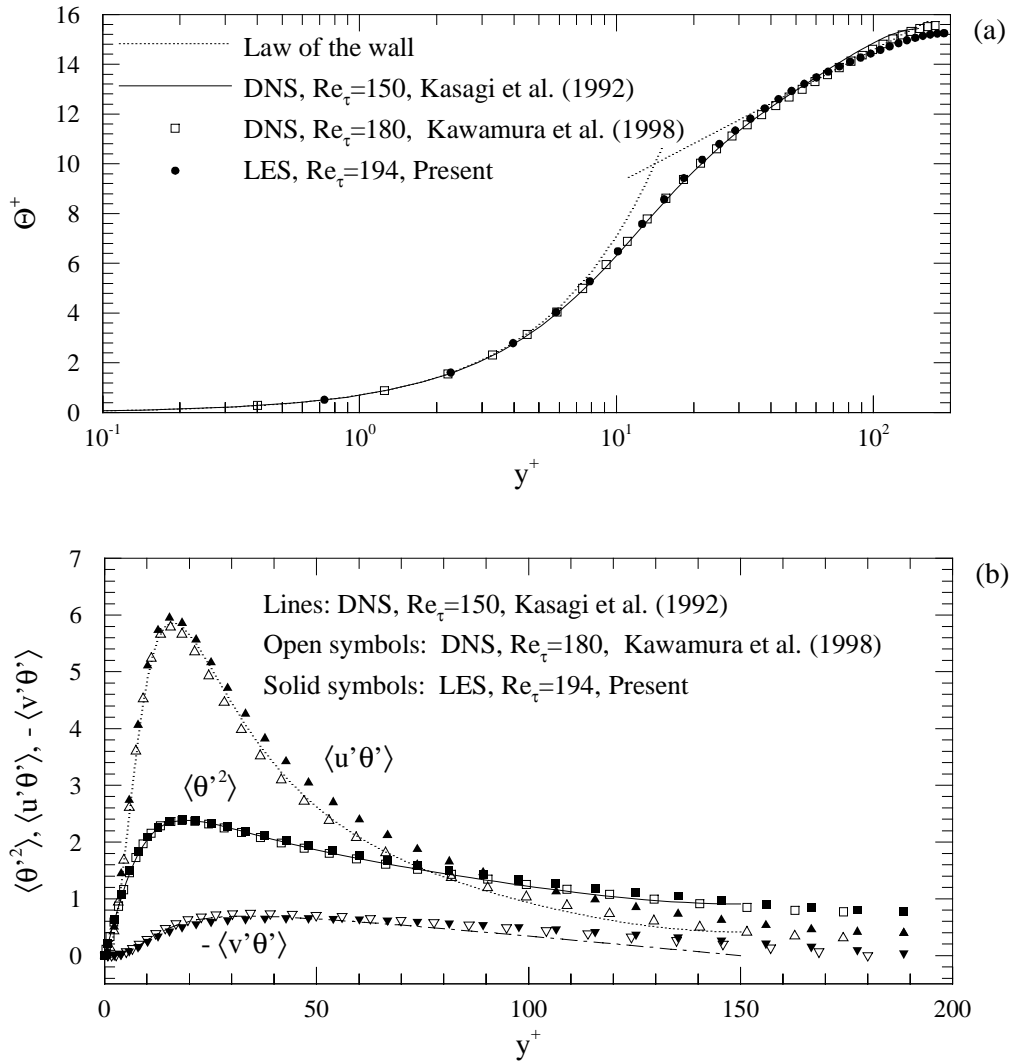 (a)
Law of the wall
DNS, Reτ=150, Kasagi et al. (1992)
DNS, Reτ=180, Kawamura et al. (1998)
LES, Reτ=194, Present
16
14
12
10
8
6
4
2
0
Θ+
10-1
100
101
102
y+
(b)
Lines: DNS, Reτ=150, Kasagi et al. (1992)
Open symbols: DNS, Reτ=180, Kawamura et al. (1998)
Solid symbols: LES, Reτ=194, Present
7
6
5
4
3
2
1
0
⟨θ'2⟩, ⟨u'θ'⟩, - ⟨v'θ'⟩
⟨u'θ'⟩
⟨θ'2⟩
- ⟨v'θ'⟩
0
50
100
150
200
y+